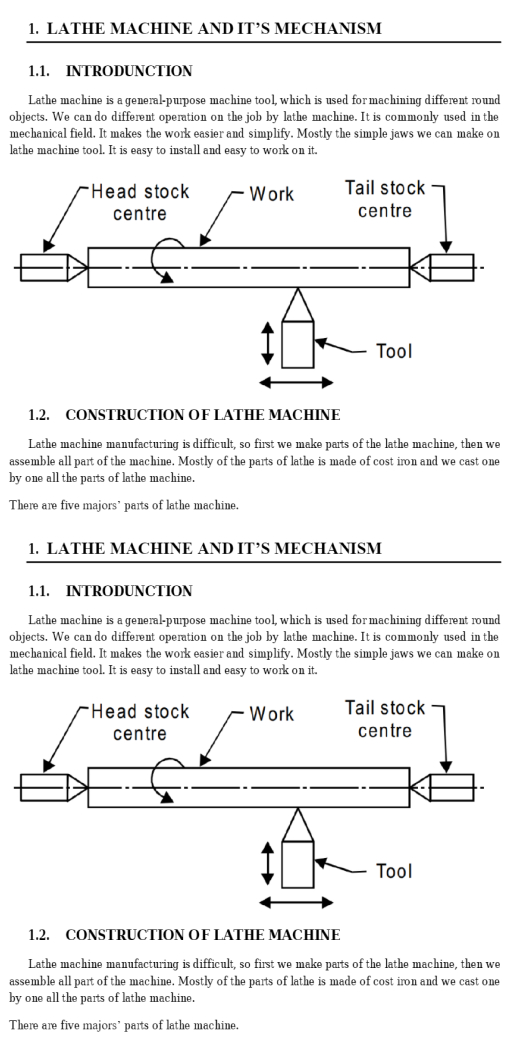 1. LATHE MACHINE AND IT'S MECHANISM
1.1. INTRODUNCTION
Lathe machine is a general-purpose machine tool, which is used for machining different round
objects. We can do different operation on the job by lathe machine. It is commonly used in the
mechanical field. It makes the work easier and simplify. Mostly the simple jaws we can make on
lathe machine tool. It is easy to install and easy to work on it.
Head stock
centre
Work
Tail stock
centre
Tool
1.2. CONSTRUCTION OF LATHE MACHINE
Lathe machine manufacturing is difficult, so first we make parts of the lathe machine, then we
assemble all part of the machine. Mostly of the parts of lathe is made of cost iron and we cast one
by one all the parts of lathe machine.
There are five majors' parts of lathe machine.
1. LATHE MACHINE AND IT'S MECHANISM
1.1. INTRODUNCTION
Lathe machine is a general-purpose machine tool, which is used for machining different round
objects. We can do different operation on the job by lathe machine. It is commonly used in the
mechanical field. It makes the work easier and simplify. Mostly the simple jaws we can make on
lathe machine tool. It is easy to install and easy to work on it.
Head stock
centre
Work
Tail stock
centre
Tool
1.2. CONSTRUCTION OF LATHE MACHINE
Lathe machine manufacturing is difficult, so first we make parts of the lathe machine, then we
assemble all part of the machine. Mostly of the parts of lathe is made of cost iron and we cast one
by one all the parts of lathe machine.
There are five majors' parts of lathe machine.